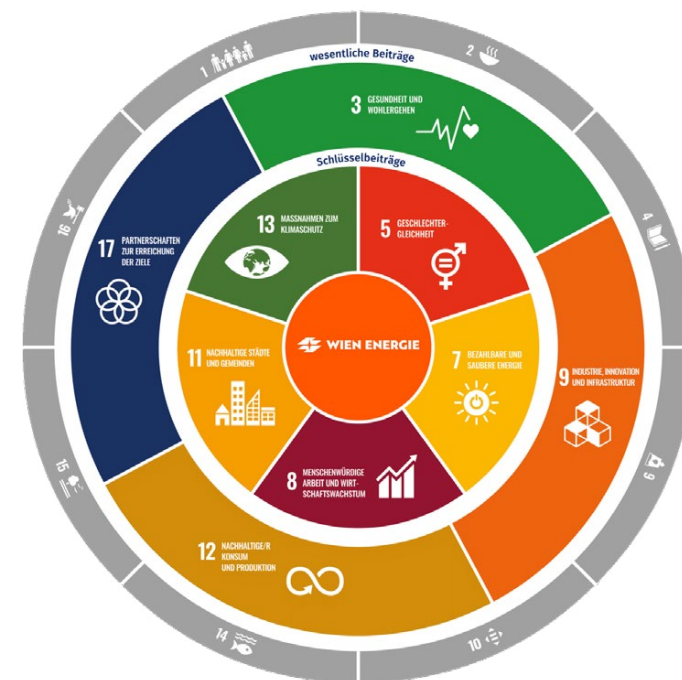 1
2
wesentliche Beiträge
3 GESUNDHEIT UND
WOHLERGEHEN
Schlüsselbeiträge
13 MASSNAHMEN ZUM
KLIMASCHUTZ
5 GESCHLECHTER-
GLEICHHEIT
4
16
17 PARTNERSCHAFTEN
ZUR ERREICHUNG
DER ZIELE
WIEN ENERGIE
11 NACHHALTIGE STÄDTE
UND GEMEINDEN
7 BEZAHLBARE UND
SAUBERE ENERGIE
9 INDUSTRIE, INNOVATION
UND INFRASTRUKTUR
8 MENSCHENWÜRDIGE
ARBEIT UND WIRT-
SCHAFTSWACHSTUM
15
6
12 NACHHALTIGE/R
KONSUM
UND PRODUKTION
14
10